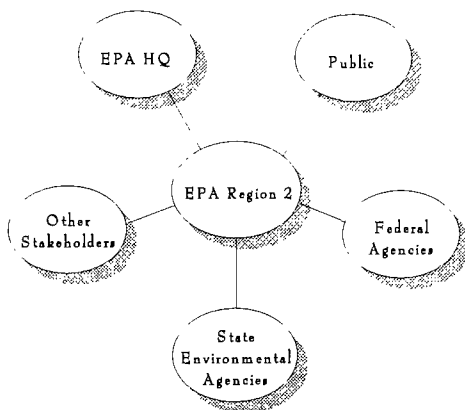 EPA HQ
Public
EPA Region 2
Other
Stakeholders
Federal
Agencies
State
Environmental
Agencies